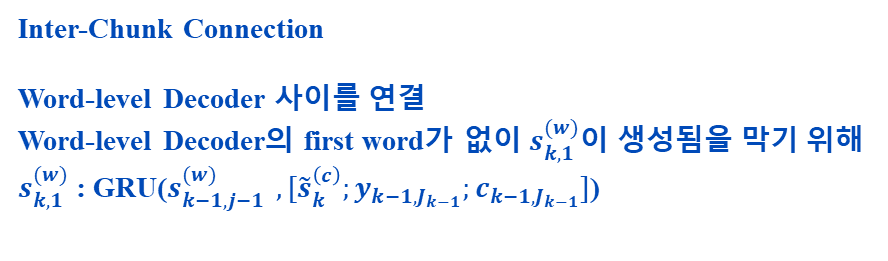 Inter-Chunk Connection
Word-level Decoder 사이를 연결
Word-level Decoder의 first word가 없이 $s_{k,1}^{(w)}$이 생성됨을 막기 위해
$s_{k,1}^{(w)}$ : GRU($s_{k-1,j-1}^{(w)}$ , [$\tilde{s}_{k}^{(c)}; y_{k-1,J_{k-1}}; c_{k-1,J_{k-1}}$])